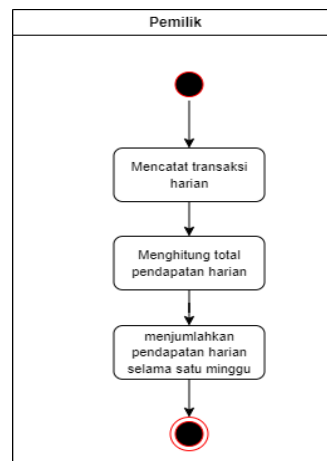 Pemilik
Mencatat transaksi
harian
Menghitung total
pendapatan harian
menjumlahkan
pendapatan harian
selama satu minggu